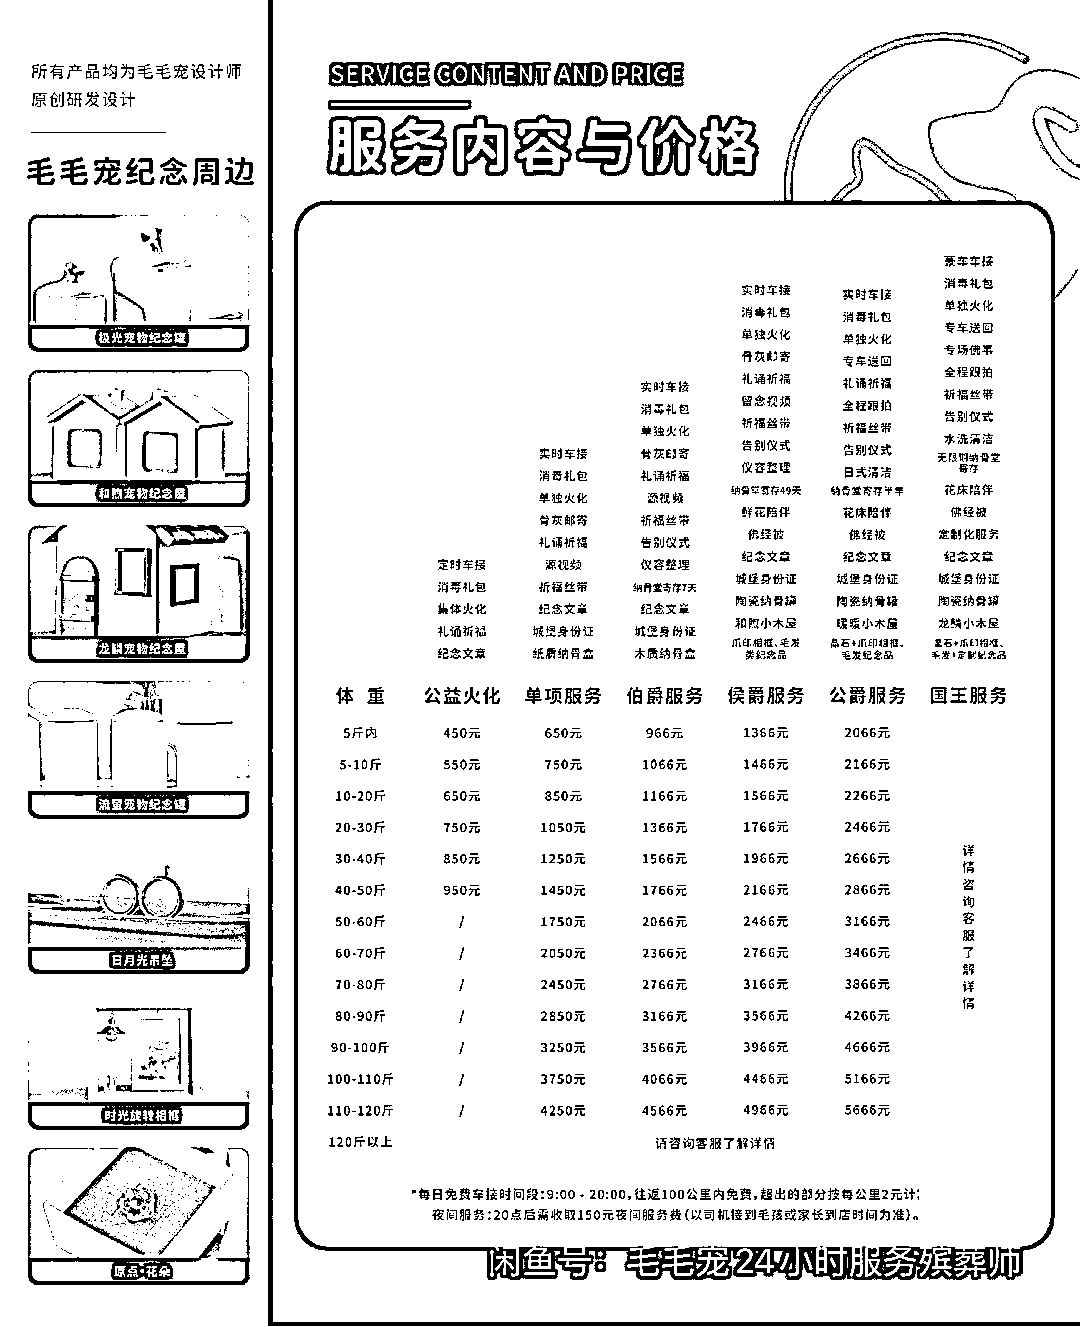 所有产品均为毛毛宠设计师
原创研发设计
毛毛宠纪念周边
极光宠物纪念罐
和煦宠物纪念屋
龙鳞宠物纪念屋
流星宠物纪念罐
日月光吊坠
时光旋转相框
原点·花朵
SERVICE CONTENT AND PRICE
服务内容与价格
定时车接
消毒礼包
集体火化
礼诵祈福
纪念文章
实时车接
消毒礼包
单独火化
骨灰邮寄
礼诵祈福
源视频
祈福丝带
纪念文章
城堡身份证
纸质纳骨盒
实时车接
消毒礼包
单独火化
骨灰邮寄
礼诵祈福
源视频
祈福丝带
告别仪式
仪容整理
纳骨堂寄存7天
纪念文章
城堡身份证
木质纳骨盒
实时车接
消毒礼包
单独火化
骨灰邮寄
礼诵祈福
留念视频
祈福丝带
告别仪式
仪容整理
纳骨堂寄存49天
鲜花陪伴
佛经被
纪念文章
城堡身份证
陶瓷纳骨罐
和煦小木屋
爪印相框、毛发
类纪念品
实时车接
消毒礼包
单独火化
专车送回
礼诵祈福
全程跟拍
祈福丝带
告别仪式
日式清洁
纳骨堂寄存半年
花床陪伴
佛经被
纪念文章
城堡身份证
陶瓷纳骨罐
暖暖小木屋
晶石+爪印相框、
毛发纪念品
豪车车接
消毒礼包
单独火化
专车送回
专场佛事
全程跟拍
祈福丝带
告别仪式
水洗清洁
无限期纳骨堂
寄存
花床陪伴
佛经被
定制化服务
纪念文章
城堡身份证
陶瓷纳骨罐
龙鳞小木屋
晶石+爪印相框、
毛发+定制纪念品
体 重 公益火化 单项服务 伯爵服务 侯爵服务 公爵服务 国王服务
5斤内 450元 650元 966元 1366元 2066元
5-10斤 550元 750元 1066元 1466元 2166元
10-20斤 650元 850元 1166元 1566元 2266元
20-30斤 750元 1050元 1366元 1766元 2466元
30-40斤 850元 1250元 1566元 1966元 2666元
40-50斤 950元 1450元 1766元 2166元 2866元
50-60斤 / 1750元 2066元 2466元 3166元
60-70斤 / 2050元 2366元 2766元 3466元
70-80斤 / 2450元 2766元 3166元 3866元
80-90斤 / 2850元 3166元 3566元 4266元
90-100斤 / 3250元 3566元 3966元 4666元
100-110斤 / 3750元 4066元 4466元 5166元
110-120斤 / 4250元 4566元 4966元 5666元
120斤以上 请咨询客服了解详情
详情咨询客服了解详情
*每日免费车接时间段:9:00 - 20:00,往返100公里内免费,超出的部分按每公里2元计;
夜间服务:20点后需收取150元夜间服务费(以司机接到毛孩或家长到店时间为准)。
闲鱼号：毛毛宠24小时服务殡葬师